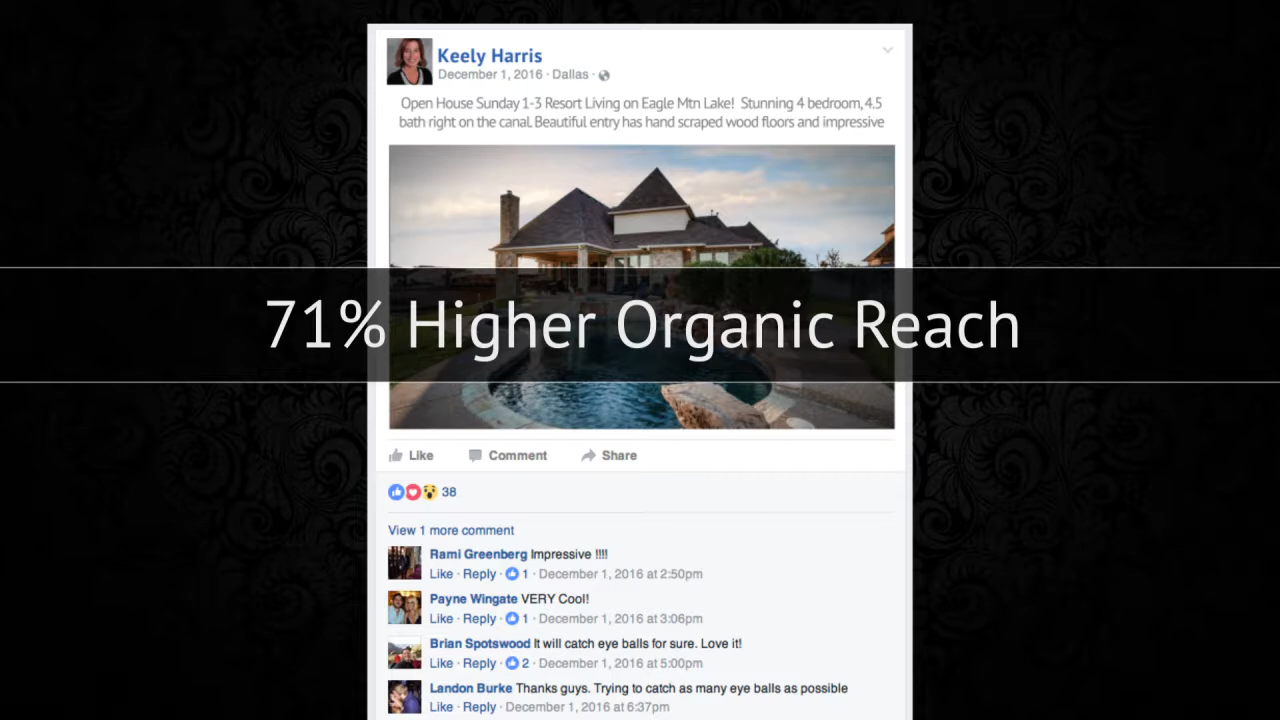 Keely Harris
December 1, 2016 · Dallas ·
Open House Sunday 1-3 Resort Living on Eagle Mtn Lake! Stunning 4 bedroom, 4.5
bath right on the canal. Beautiful entry has hand scraped wood floors and impressive
71% Higher Organic Reach
Like Comment Share
38
View 1 more comment
Rami Greenberg Impressive !!!!
Like · Reply · 1 · December 1, 2016 at 2:50pm
Payne Wingate VERY Cool!
Like · Reply · 1 · December 1, 2016 at 3:06pm
Brian Spotswood It will catch eye balls for sure. Love it!
Like · Reply · 2 · December 1, 2016 at 5:00pm
Landon Burke Thanks guys. Trying to catch as many eye balls as possible
Like · Reply · December 1, 2016 at 6:37pm